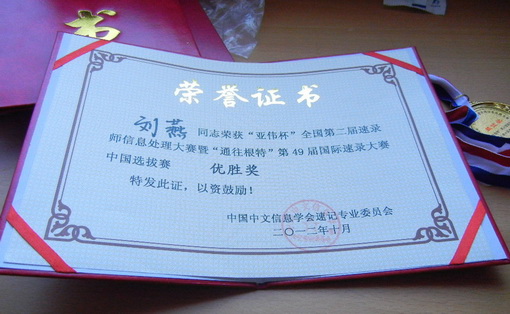 书
荣誉证书
刘燕 同志荣获“亚伟杯”全国第二届速录
师信息处理大赛暨“通往根特”第49届国际速录大赛
中国选拔赛 优胜奖
特发此证，以资鼓励！
中国中文信息学会速记专业委员会
二〇一二年十月